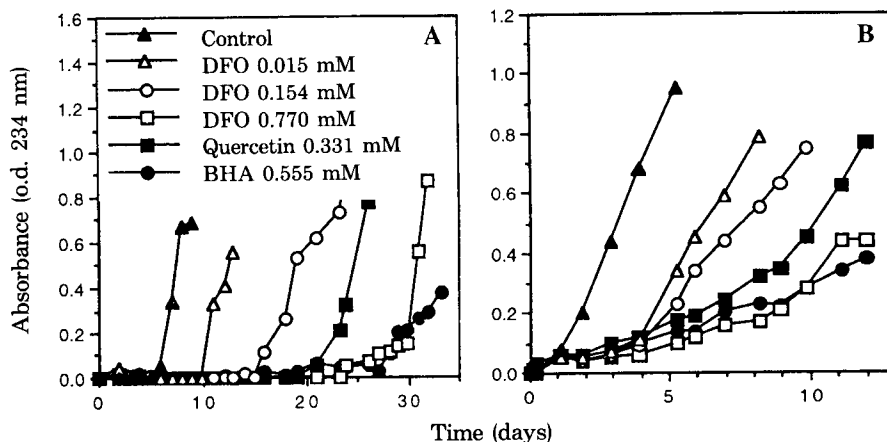 A
Control
DFO 0.015 mM
DFO 0.154 mM
DFO 0.770 mM
Quercetin 0.331 mM
BHA 0.555 mM
1.6
1.4
1.2
1.0
0.8
0.6
0.4
0.2
0.0
0
10
20
30
Absorbance (o.d. 234 nm)
B
1.2
1.0
0.8
0.6
0.4
0.2
0.0
0
5
10
Time (days)